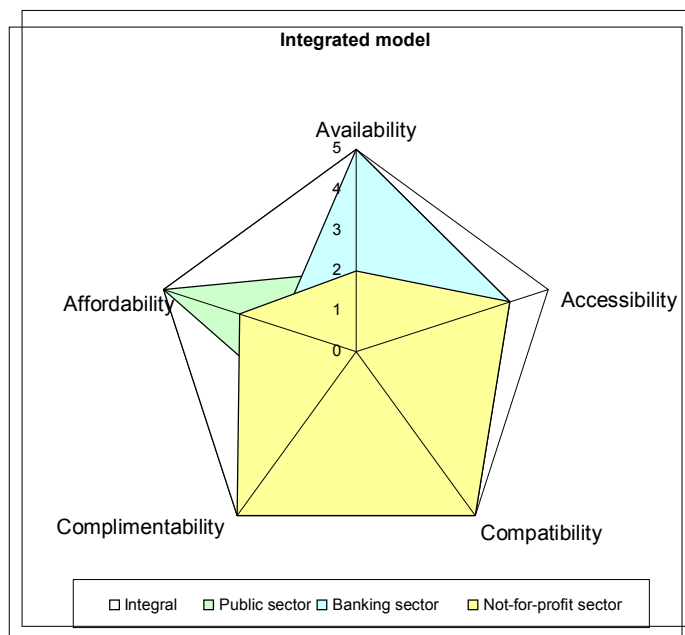 Integrated model
Availability
5
4
3
2
1
0
Affordability
Accessibility
Complimentability
Compatibility
Integral Public sector Banking sector Not-for-profit sector